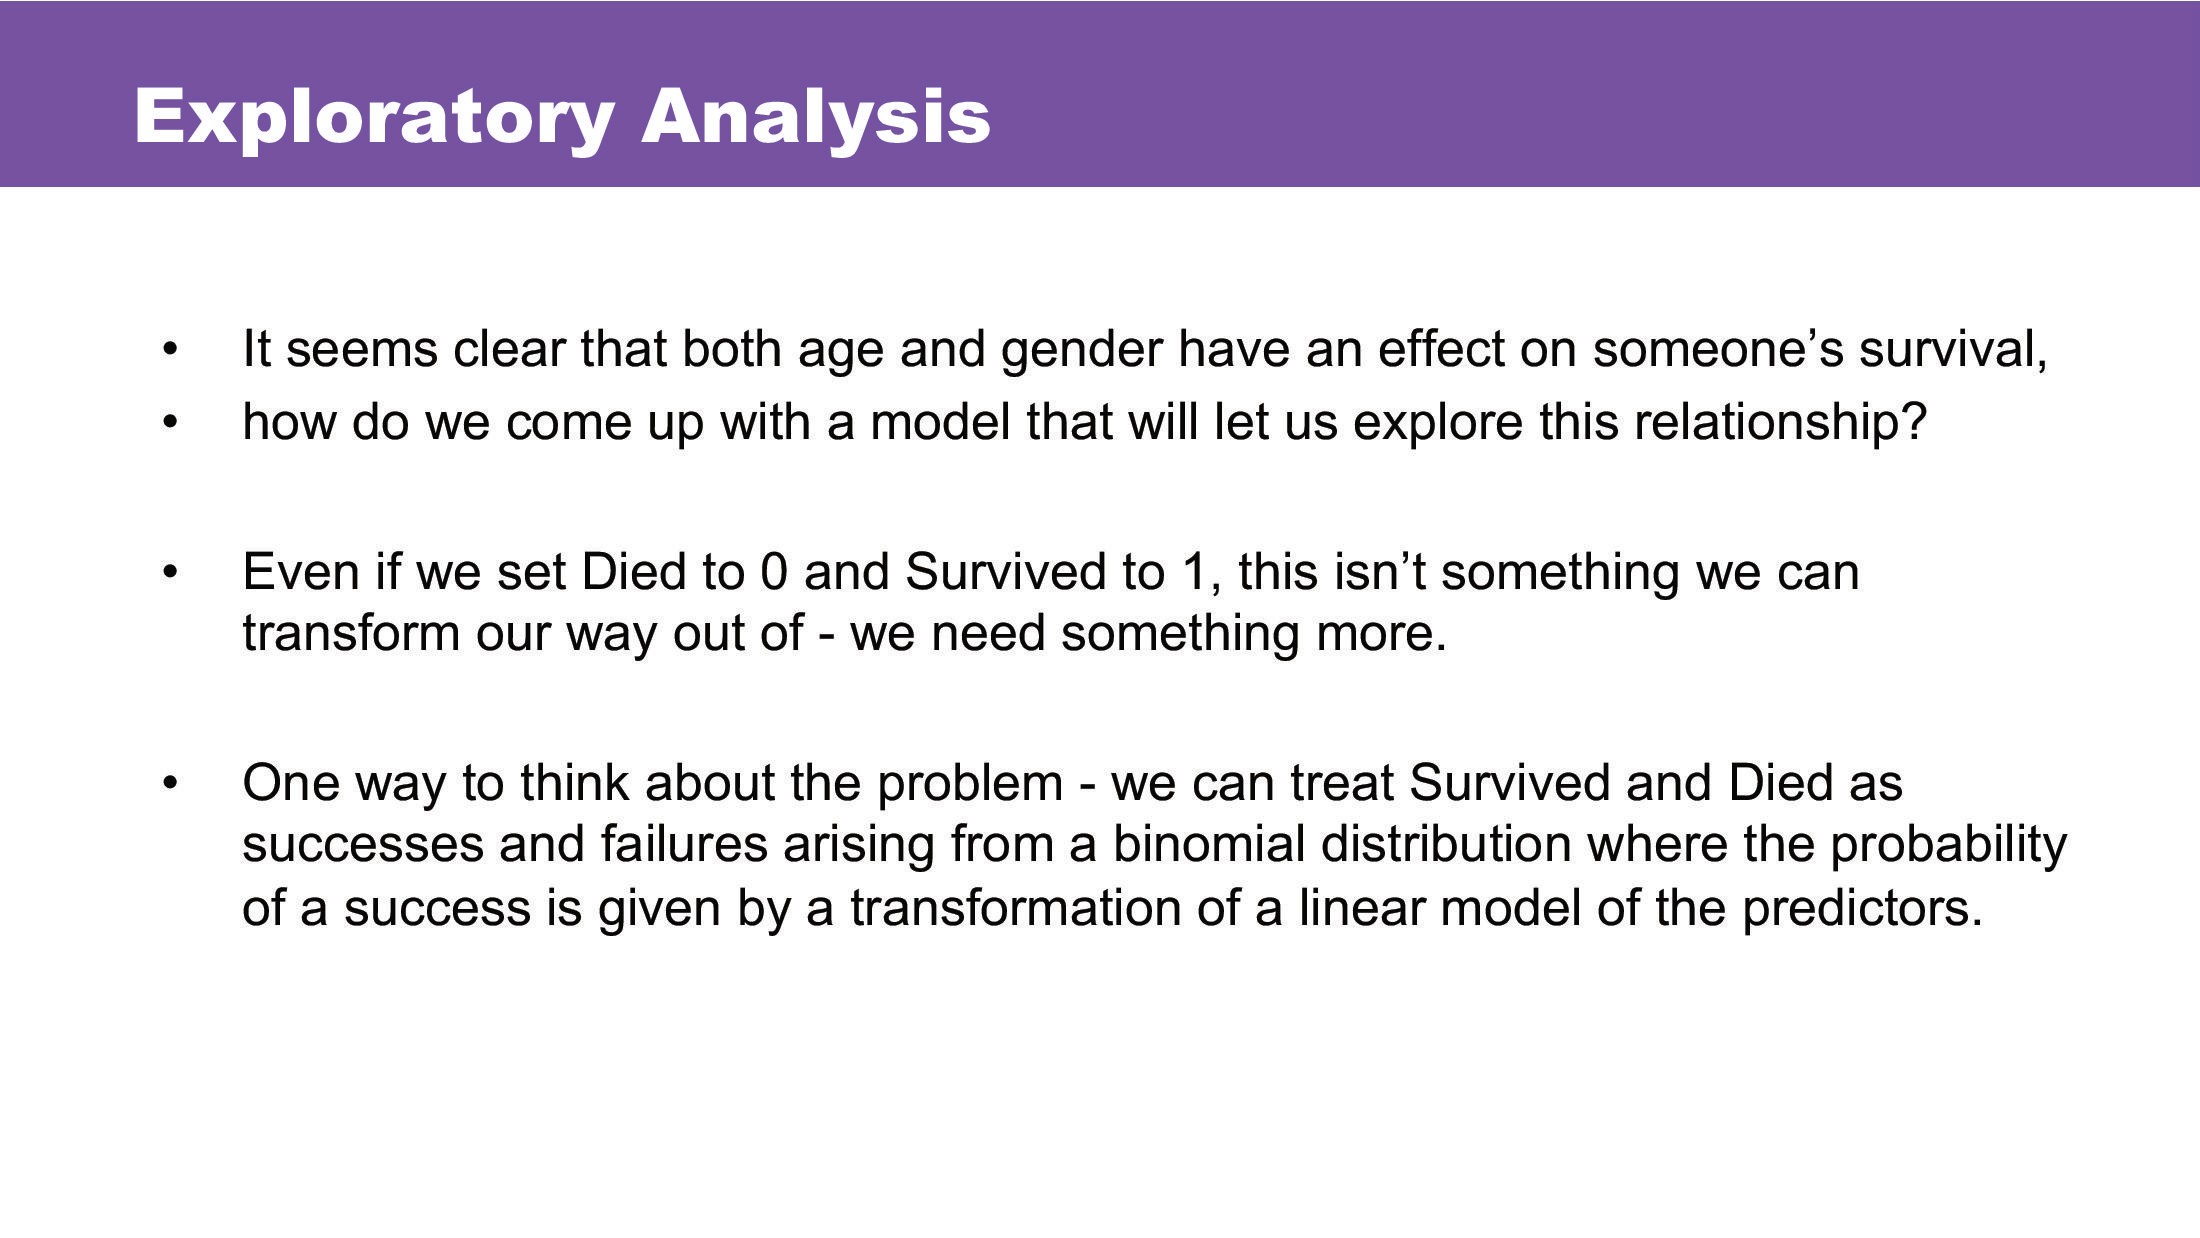 Exploratory Analysis
• It seems clear that both age and gender have an effect on someone’s survival,
• how do we come up with a model that will let us explore this relationship?
• Even if we set Died to 0 and Survived to 1, this isn’t something we can
transform our way out of - we need something more.
• One way to think about the problem - we can treat Survived and Died as
successes and failures arising from a binomial distribution where the probability
of a success is given by a transformation of a linear model of the predictors.